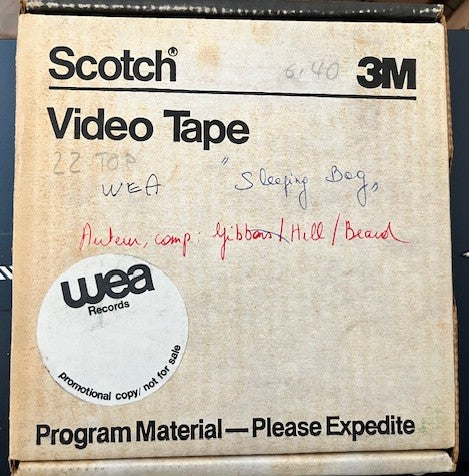 Scotch® 6.40 3M
Video Tape
ZZ TOP
WEA "Sleeping Bag"
Auteur, comp: Gibbons/Hill/Beard
wea
Records
promotional copy/not for sale
Program Material—Please Expedite